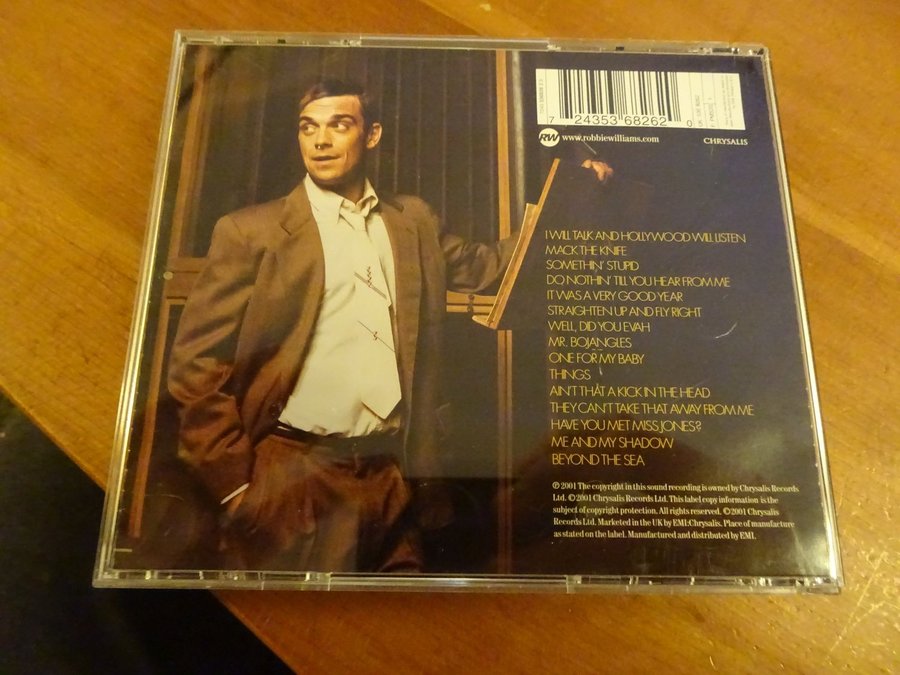 7 24353 68262 0
RW www.robbiewilliams.com
CHRYSALIS
I WILL TALK AND HOLLYWOOD WILL LISTEN
MACK THE KNIFE
SOMETHIN' STUPID
DO NOTHIN' TILL YOU HEAR FROM ME
IT WAS A VERY GOOD YEAR
STRAIGHTEN UP AND FLY RIGHT
WELL, DID YOU EVAH
MR. BOJANGLES
ONE FOR MY BABY
THINGS
AIN'T THAT A KICK IN THE HEAD
THEY CAN'T TAKE THAT AWAY FROM ME
HAVE YOU MET MISS JONES?
ME AND MY SHADOW
BEYOND THE SEA
℗ 2001 The copyright in this sound recording is owned by Chrysalis Records
Ltd. © 2001 Chrysalis Records Ltd. This label copy information is the
subject of copyright protection. All rights reserved. © 2001 Chrysalis
Records Ltd. Marketed in the UK by EMI:Chrysalis. Place of manufacture
as stated on the label. Manufactured and distributed by EMI.